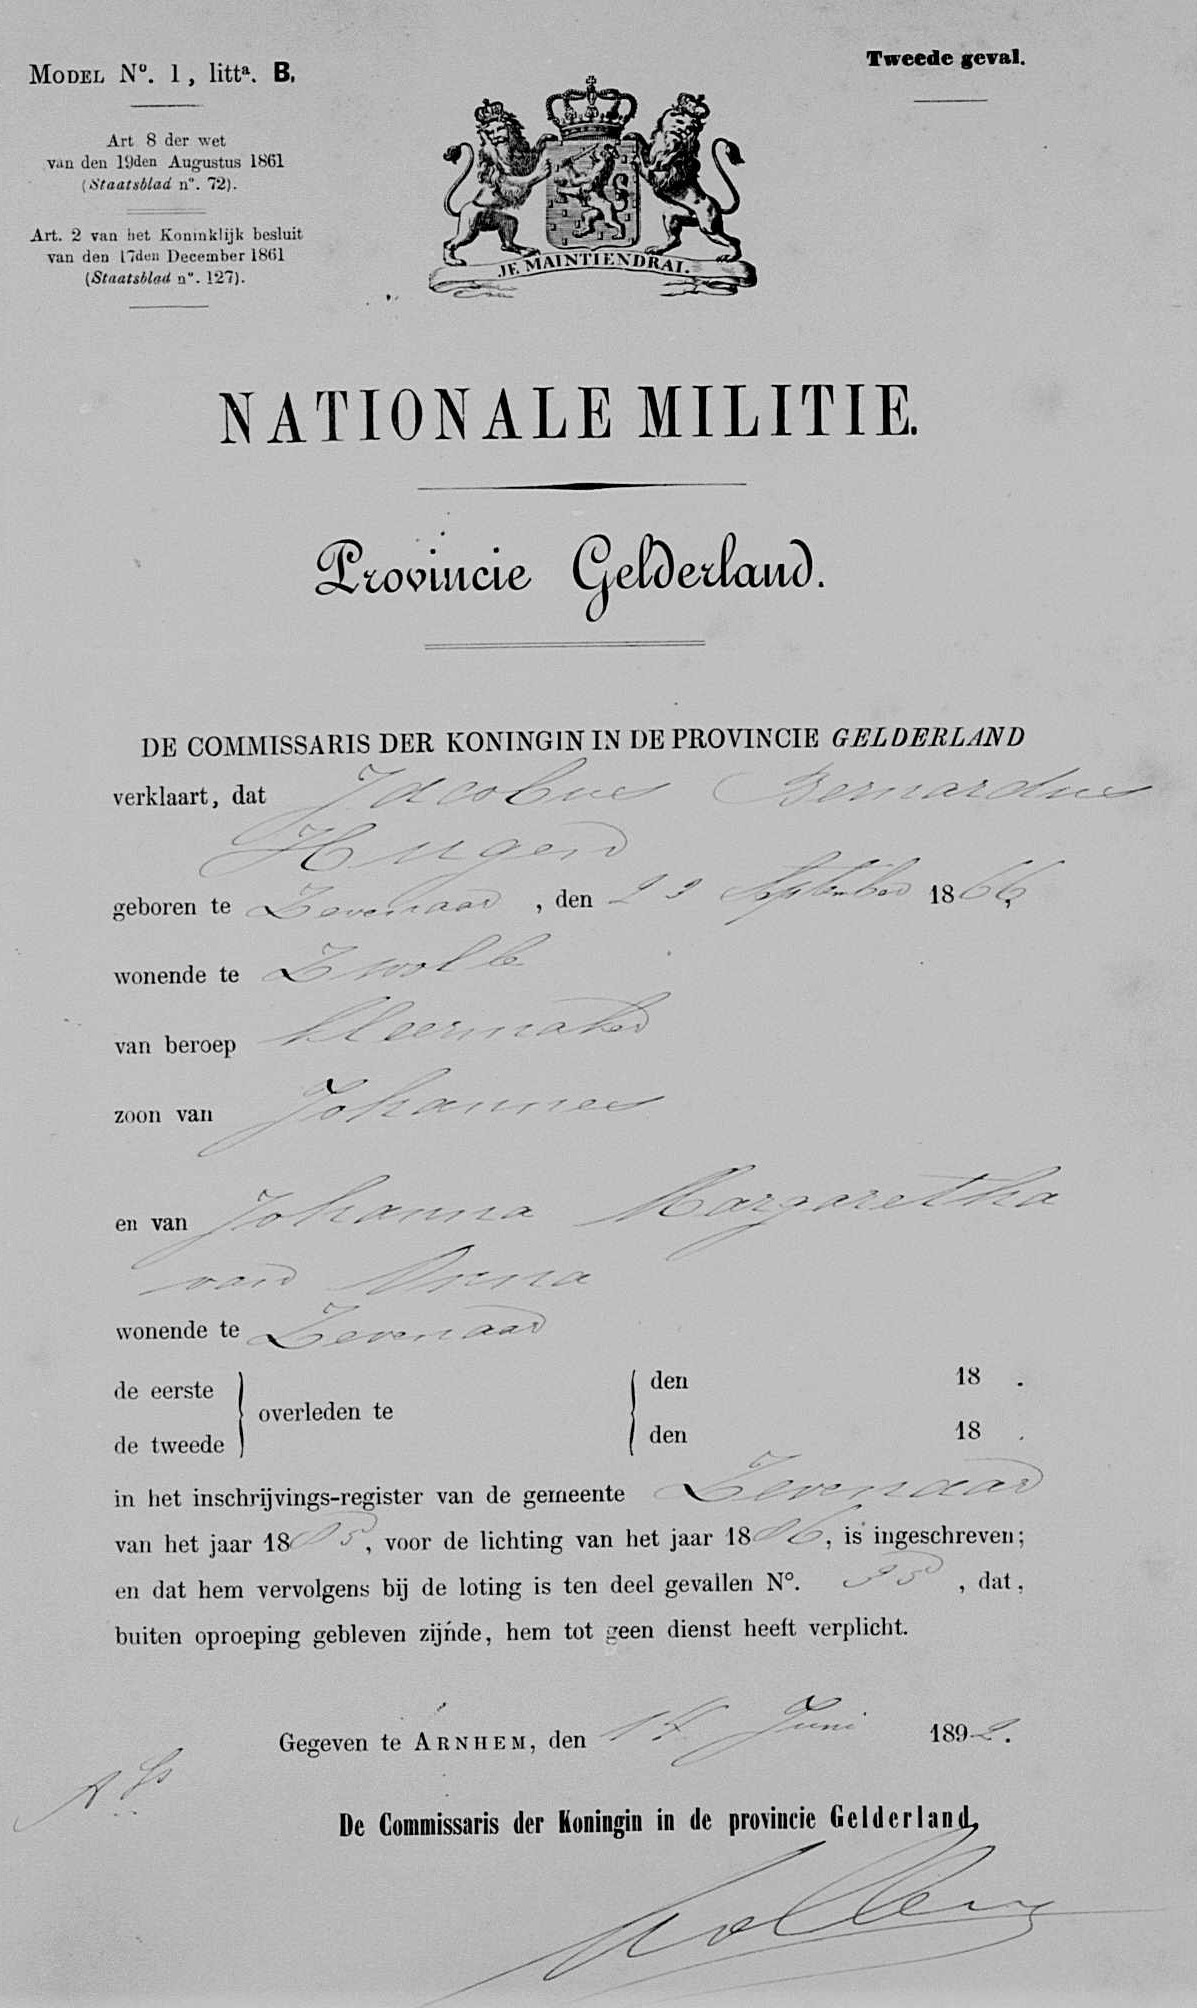 Model Nº. 1, littª. B.
Tweede geval.
Art 8 der wet
van den 19den Augustus 1861
(Staatsblad nº. 72).
Art. 2 van het Koninklijk besluit
van den 17den December 1861
(Staatsblad nº. 127).
JE MAINTIENDRAI.
NATIONALE MILITIE.
Provincie Gelderland.
DE COMMISSARIS DER KONINGIN IN DE PROVINCIE GELDERLAND
verklaart, dat Jacobus Bernardus
geboren te Zevenaar, den 23 September 1866,
wonende te Zwolle
van beroep kleermaker
zoon van Johannes
en van Johanna Margaretha
van
wonende te Zevenaar
de eerste
overleden te
de tweede
den 18 .
den 18 .
in het inschrijvings-register van de gemeente Zevenaar
van het jaar 1885, voor de lichting van het jaar 1886, is ingeschreven;
en dat hem vervolgens bij de loting is ten deel gevallen Nº. 35, dat,
buiten oproeping gebleven zijnde, hem tot geen dienst heeft verplicht.
Gegeven te Arnhem, den 14 Juni 1892.
De Commissaris der Koningin in de provincie Gelderland,